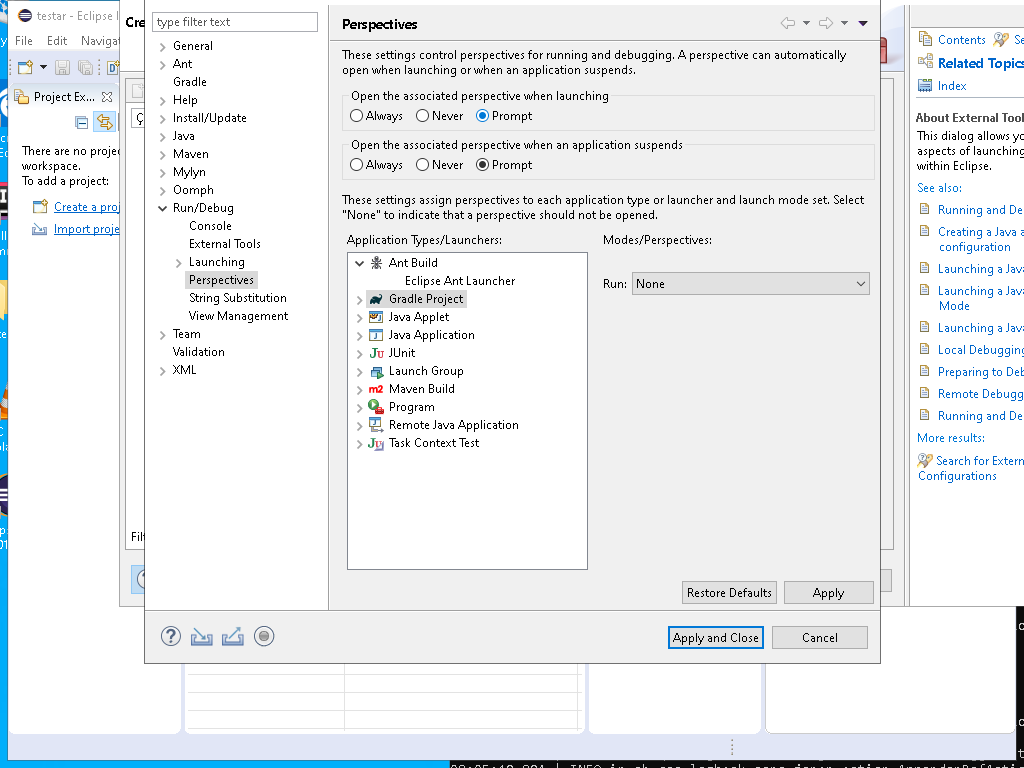 testar - Eclipse I
File Edit Navigat
Project Ex...
There are no proje
workspace.
To add a project:
Create a proj
Import proje
Cre
Filt
type filter text
General
Ant
Gradle
Help
Install/Update
Java
Maven
Mylyn
Oomph
Run/Debug
Console
External Tools
Launching
Perspectives
String Substitution
View Management
Team
Validation
XML
Perspectives
These settings control perspectives for running and debugging. A perspective can automatically
open when launching or when an application suspends.
Open the associated perspective when launching
Always Never Prompt
Open the associated perspective when an application suspends
Always Never Prompt
These settings assign perspectives to each application type or launcher and launch mode set. Select
"None" to indicate that a perspective should not be opened.
Application Types/Launchers:
Ant Build
Eclipse Ant Launcher
Gradle Project
Java Applet
Java Application
JUnit
Launch Group
Maven Build
Program
Remote Java Application
Task Context Test
Modes/Perspectives:
Run: None
Restore Defaults Apply
Apply and Close Cancel
Contents Se
Related Topics
Index
About External Tool
This dialog allows yo
aspects of launching
within Eclipse.
See also:
Running and De
Creating a Java a
configuration
Launching a Java
Launching a Java
Mode
Launching a Java
Local Debugging
Preparing to Deb
Remote Debugg
Running and De
More results:
Search for Extern
Configurations